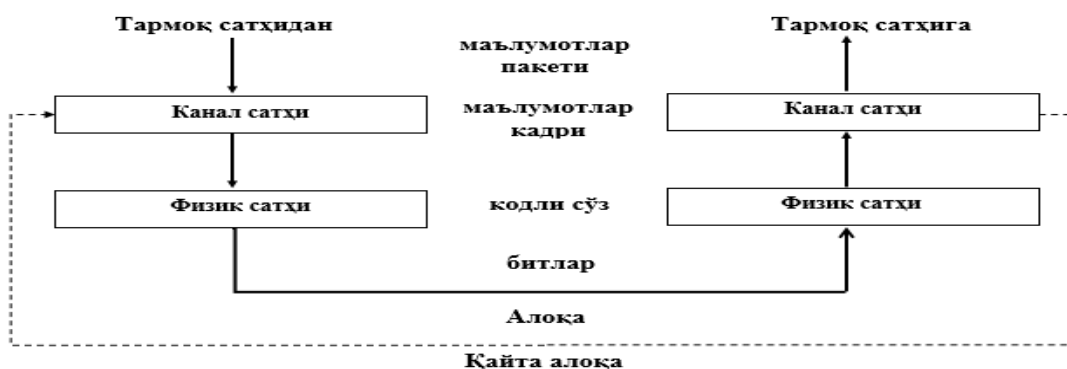 Тармоқ сатҳидан
Тармоқ сатҳига
маълумотлар
пакети
Канал сатҳи
маълумотлар
кадри
Канал сатҳи
Физик сатҳи
кодли сўз
Физик сатҳи
битлар
Алоқа
Қайта алоқа